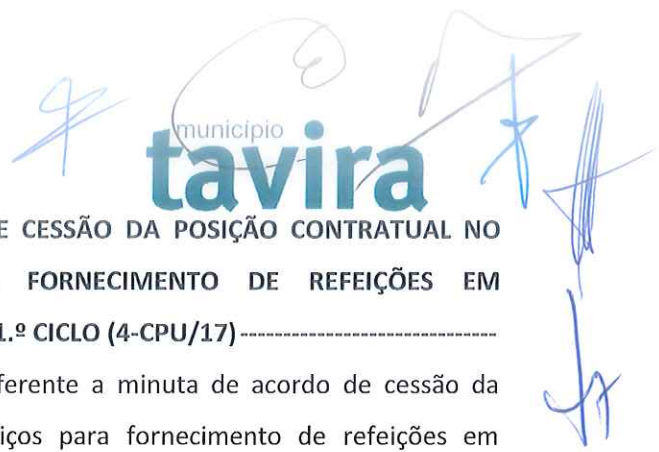 município
tavira
E CESSÃO DA POSIÇÃO CONTRATUAL NO
FORNECIMENTO DE REFEIÇÕES EM
1.º CICLO (4-CPU/17)------------------------------
ferente a minuta de acordo de cessão da
iços para fornecimento de refeições em